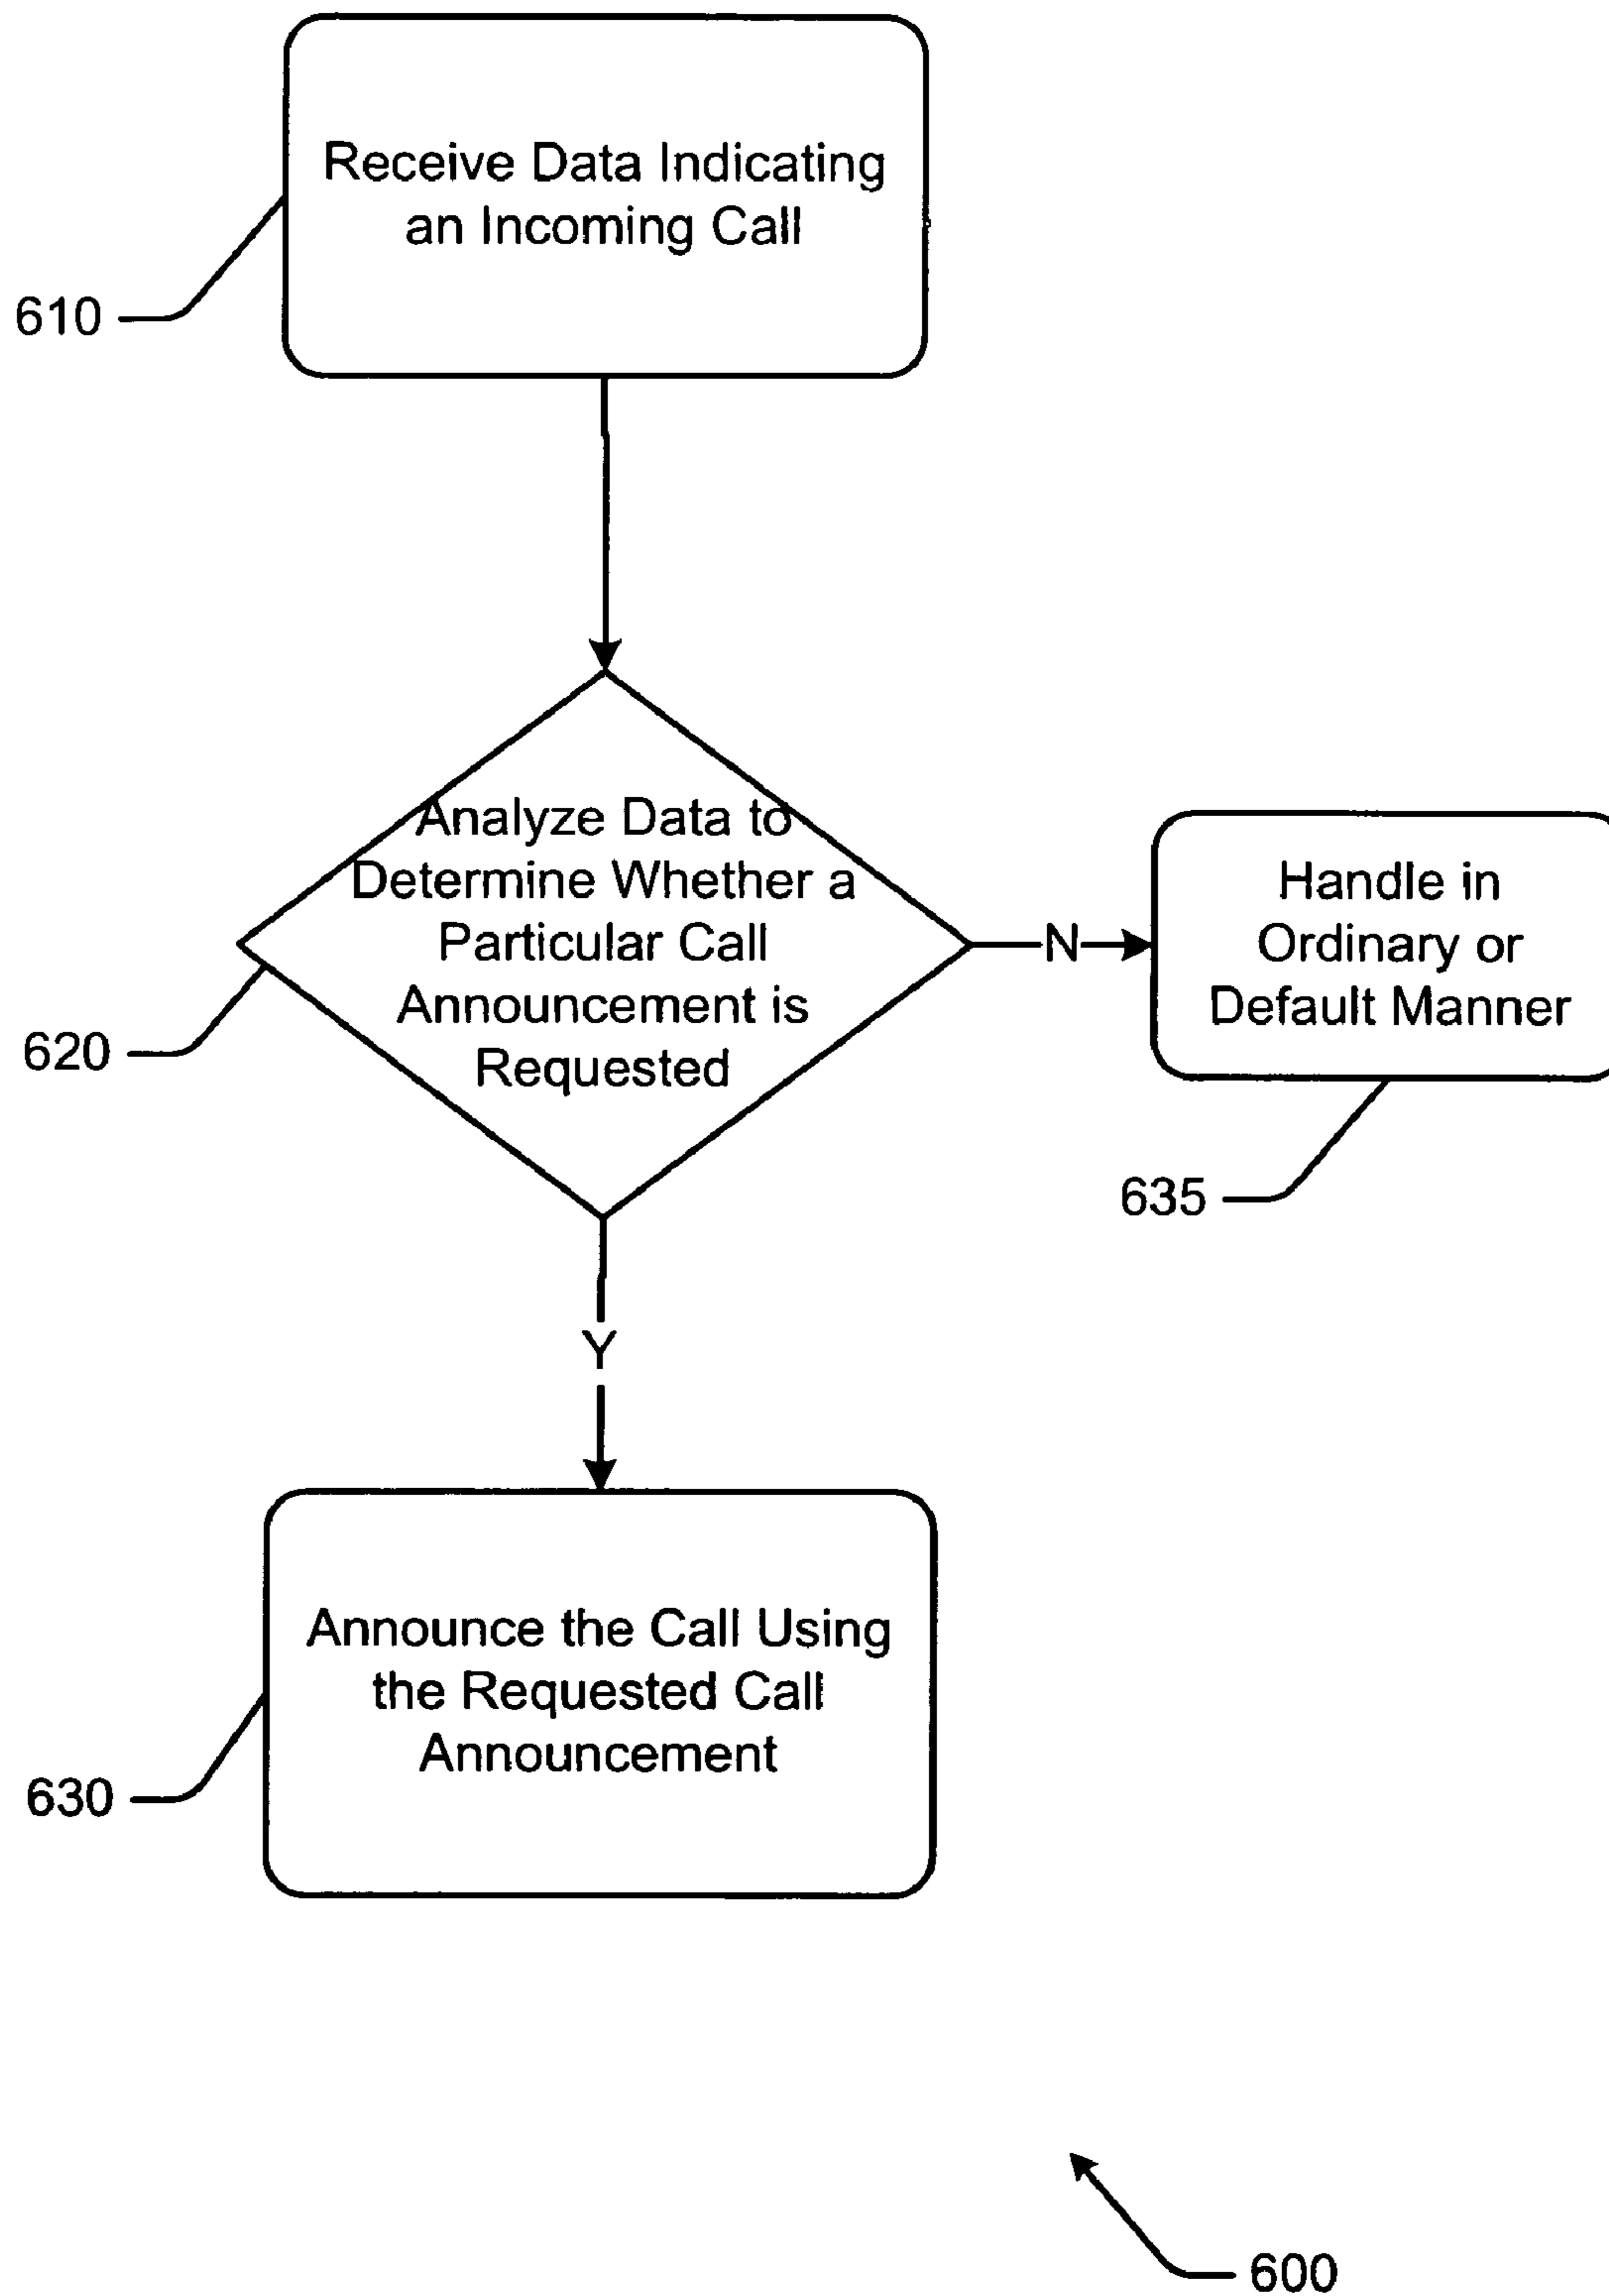 Receive Data Indicating
an Incoming Call
610
Analyze Data to
Determine Whether a
Particular Call
Announcement is
Requested
N
Handle in
Ordinary or
Default Manner
620
635
Y
Announce the Call Using
the Requested Call
Announcement
630
600